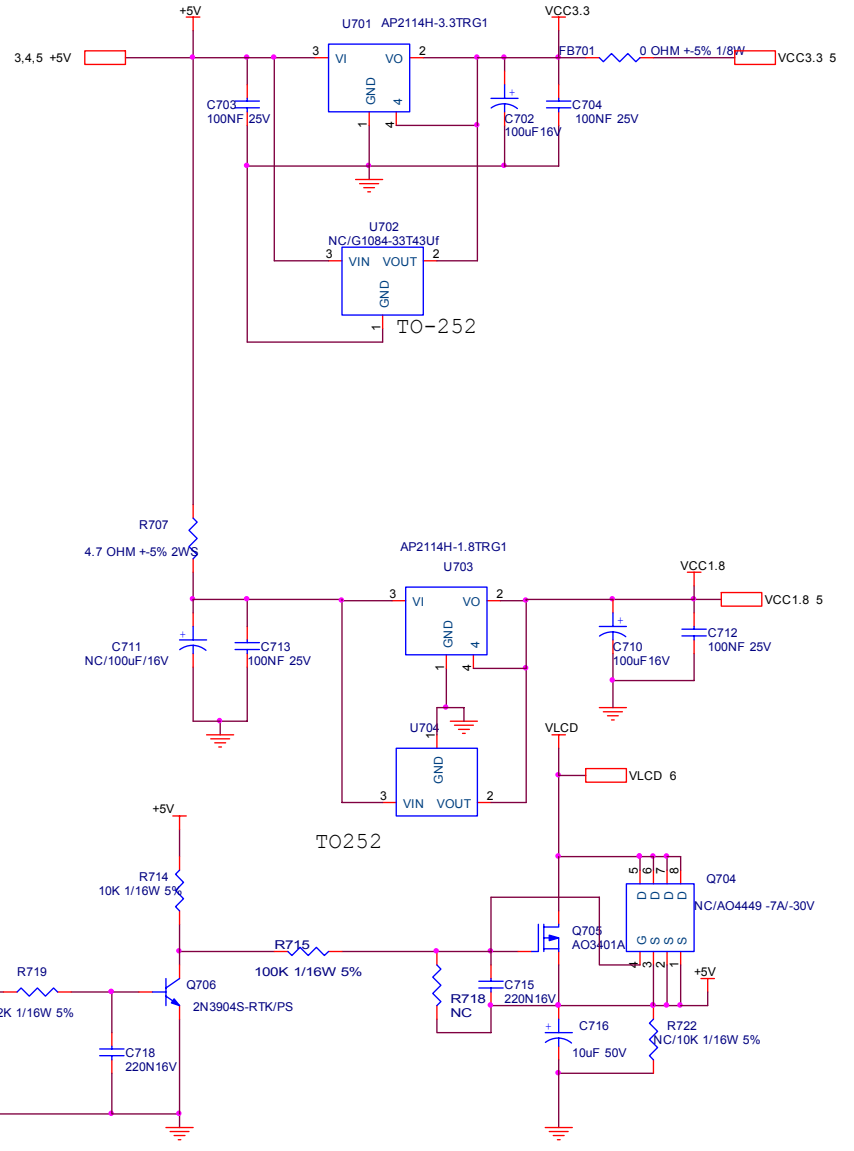 +5V
U701 AP2114H-3.3TRG1
VCC3.3
3,4,5 +5V
3
VI
VO
2
GND
4
1
4
FB701
0 OHM +-5% 1/8W
VCC3.3 5
C703
100NF 25V
+
C702
100uF16V
C704
100NF 25V
U702
NC/G1084-33T43Uf
3
VIN
VOUT
2
GND
1
TO-252
R707
4.7 OHM +-5% 2WS
AP2114H-1.8TRG1
U703
VCC1.8
3
VI
VO
2
GND
4
1
4
VCC1.8 5
+
C711
NC/100uF/16V
C713
100NF 25V
+
C710
100uF16V
C712
100NF 25V
U704
1
GND
3
VIN
VOUT
2
TO252
VLCD
VLCD 6
+5V
R714
10K 1/16W 5%
5
6
7
8
D
D
D
D
Q704
NC/AO4449 -7A/-30V
G
S
S
S
4
3
2
1
Q705
AO3401A
R715
100K 1/16W 5%
R719
2K 1/16W 5%
Q706
2N3904S-RTK/PS
R718
NC
C715
220N16V
+5V
+
C716
10uF 50V
R722
NC/10K 1/16W 5%
C718
220N16V